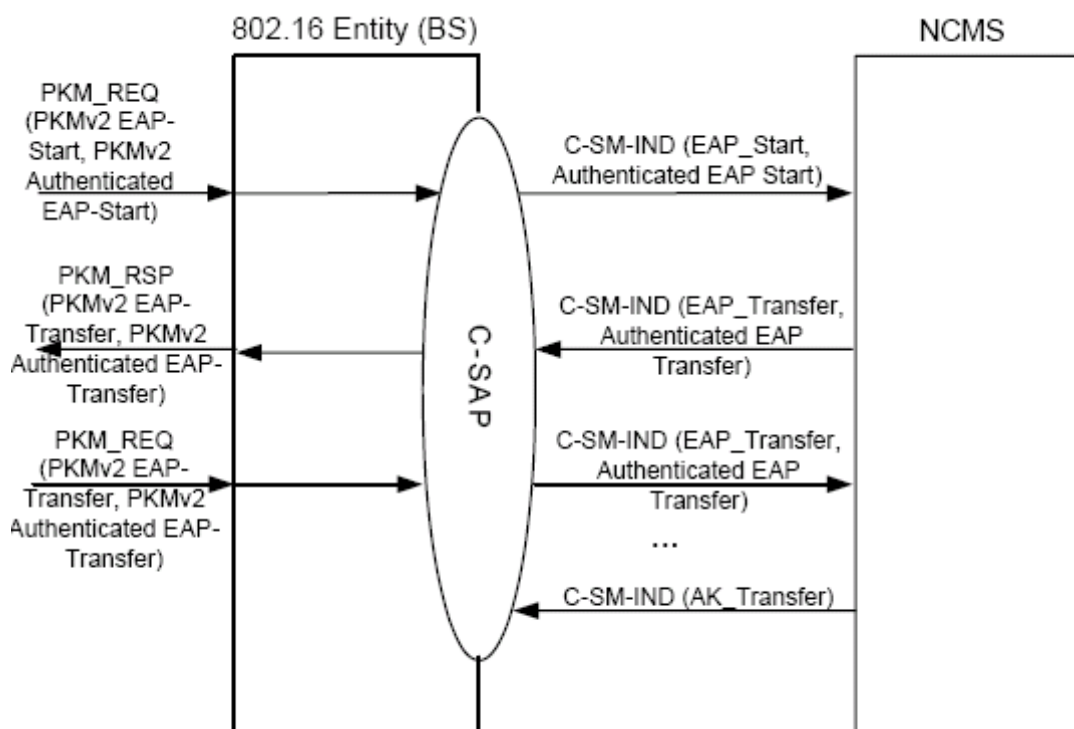 802.16 Entity (BS)
NCMS
PKM_REQ
(PKMv2 EAP-
Start, PKMv2
Authenticated
EAP-Start)
C-SM-IND (EAP_Start,
Authenticated EAP Start)
PKM_RSP
(PKMv2 EAP-
Transfer, PKMv2
Authenticated EAP-
Transfer)
C-SM-IND (EAP_Transfer,
Authenticated EAP
Transfer)
C-SAP
PKM_REQ
(PKMv2 EAP-
Transfer, PKMv2
Authenticated EAP-
Transfer)
C-SM-IND (EAP_Transfer,
Authenticated EAP
Transfer)
...
C-SM-IND (AK_Transfer)